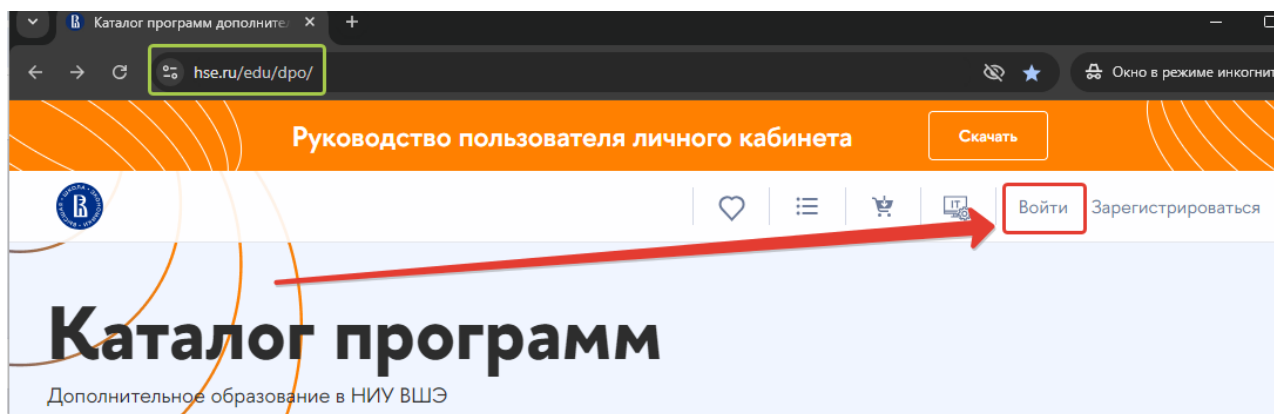 Каталог программ дополните
hse.ru/edu/dpo/
Окно в режиме инкогнит
Руководство пользователя личного кабинета
Скачать
IT
Войти
Зарегистрироваться
Каталог программ
Дополнительное образование в НИУ ВШЭ